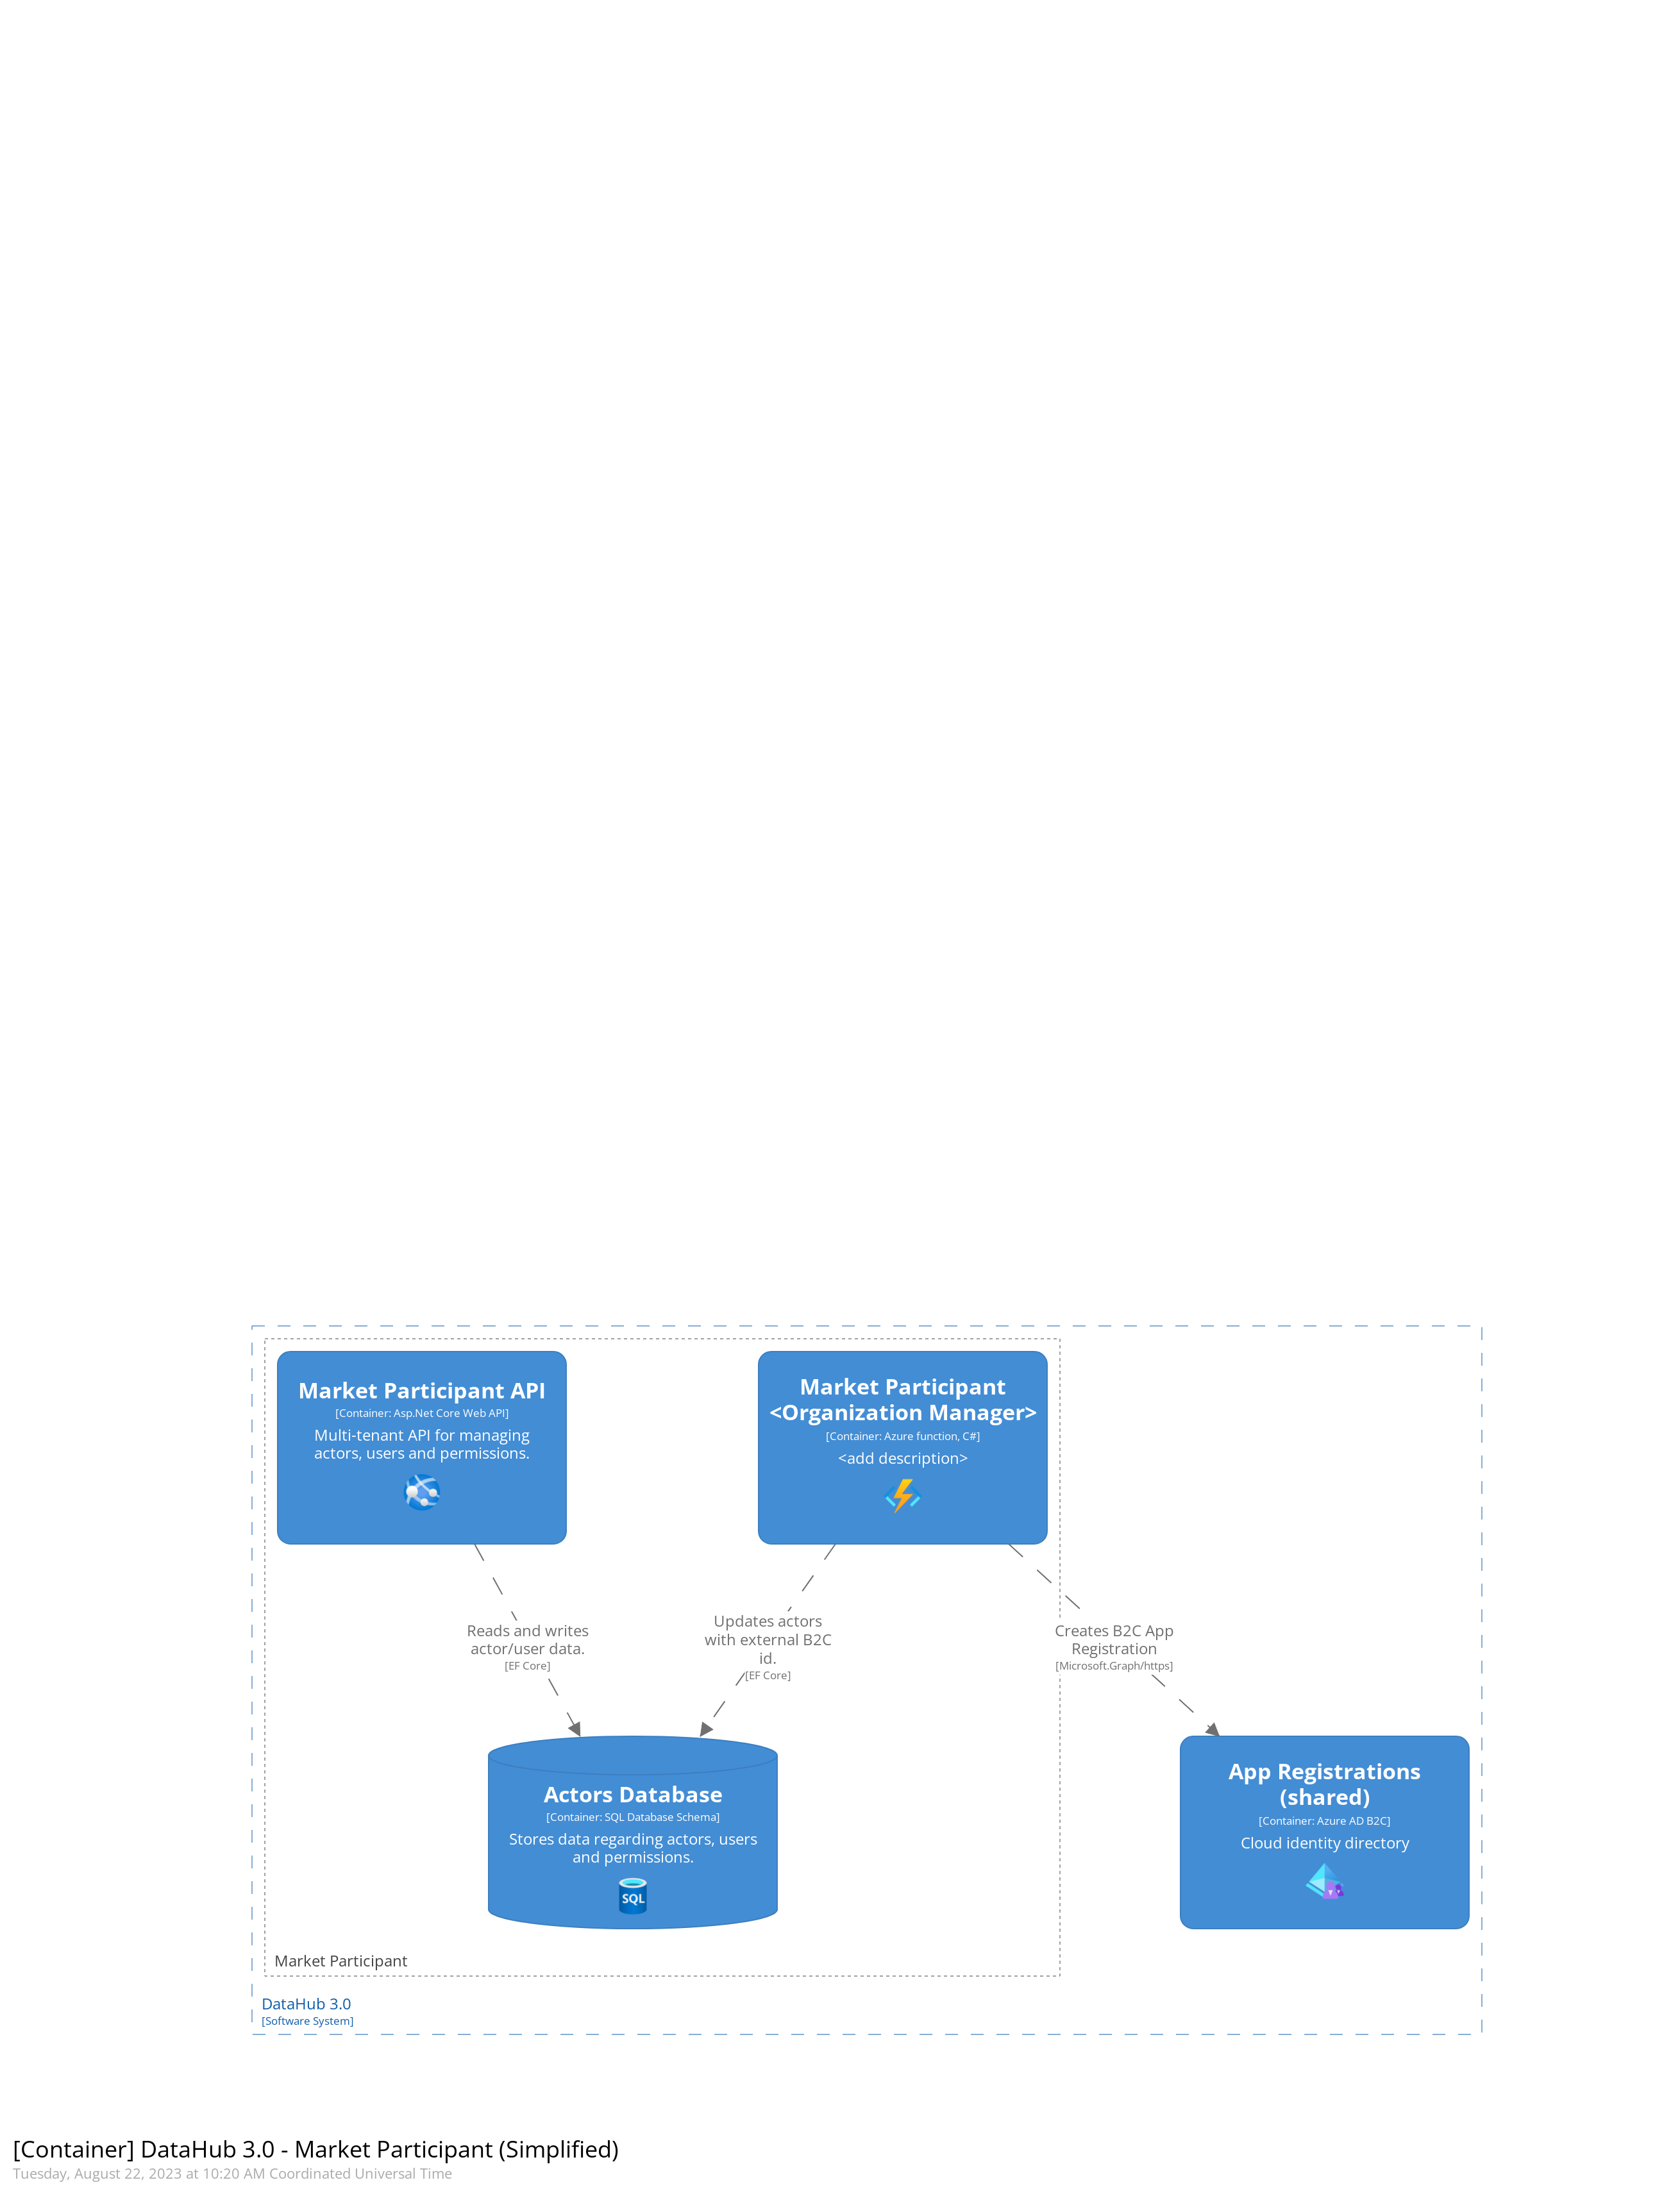 Market Participant API
[Container: Asp.Net Core Web API]
Multi-tenant API for managing
actors, users and permissions.
Market Participant
<Organization Manager>
[Container: Azure function, C#]
<add description>
Reads and writes
actor/user data.
[EF Core]
Updates actors
with external B2C
id.
[EF Core]
Creates B2C App
Registration
[Microsoft.Graph/https]
Actors Database
[Container: SQL Database Schema]
Stores data regarding actors, users
and permissions.
SQL
App Registrations
(shared)
[Container: Azure AD B2C]
Cloud identity directory
Market Participant
DataHub 3.0
[Software System]
[Container] DataHub 3.0 - Market Participant (Simplified)
Tuesday, August 22, 2023 at 10:20 AM Coordinated Universal Time